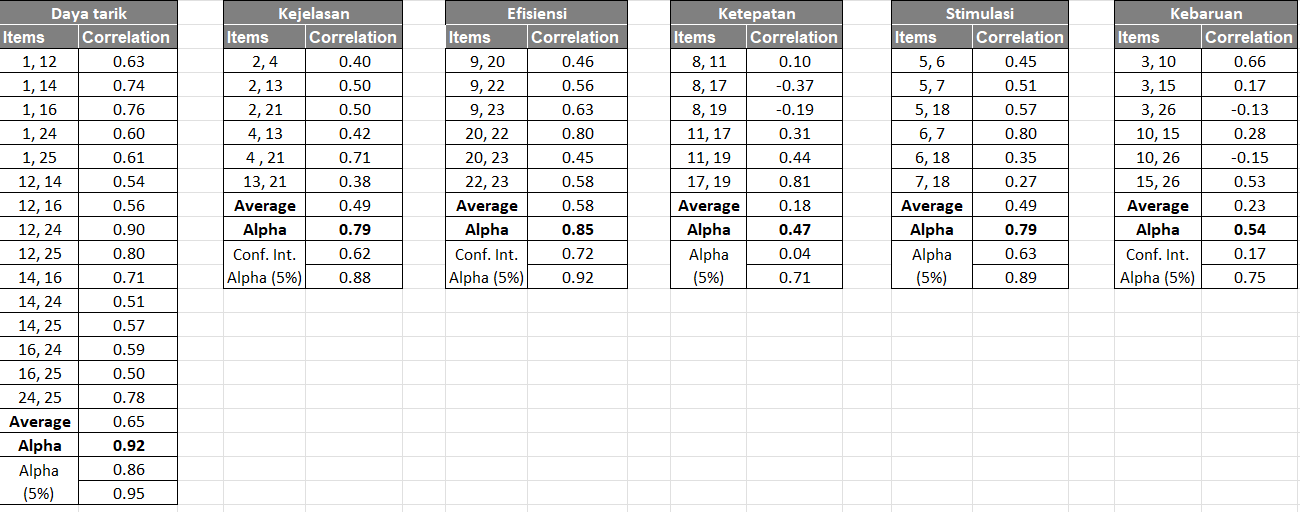 Daya tarik Kejelasan Efisiensi Ketepatan Stimulasi Kebaruan
Items Correlation Items Correlation Items Correlation Items Correlation Items Correlation Items Correlation
1, 12 0.63 2, 4 0.40 9, 20 0.46 8, 11 0.10 5, 6 0.45 3, 10 0.66
1, 14 0.74 2, 13 0.50 9, 22 0.56 8, 17 -0.37 5, 7 0.51 3, 15 0.17
1, 16 0.76 2, 21 0.50 9, 23 0.63 8, 19 -0.19 5, 18 0.57 3, 26 -0.13
1, 24 0.60 4, 13 0.42 20, 22 0.80 11, 17 0.31 6, 7 0.80 10, 15 0.28
1, 25 0.61 4 , 21 0.71 20, 23 0.45 11, 19 0.44 6, 18 0.35 10, 26 -0.15
12, 14 0.54 13, 21 0.38 22, 23 0.58 17, 19 0.81 7, 18 0.27 15, 26 0.53
12, 16 0.56 Average 0.49 Average 0.58 Average 0.18 Average 0.49 Average 0.23
12, 24 0.90 Alpha 0.79 Alpha 0.85 Alpha 0.47 Alpha 0.79 Alpha 0.54
12, 25 0.80 Conf. Int. 0.62 Conf. Int. 0.72 Alpha 0.04 Alpha 0.63 Conf. Int. 0.17
14, 16 0.71 Alpha (5%) 0.88 Alpha (5%) 0.92 (5%) 0.71 (5%) 0.89 Alpha (5%) 0.75
14, 24 0.51
14, 25 0.57
16, 24 0.59
16, 25 0.50
24, 25 0.78
Average 0.65
Alpha 0.92
Alpha 0.86
(5%) 0.95